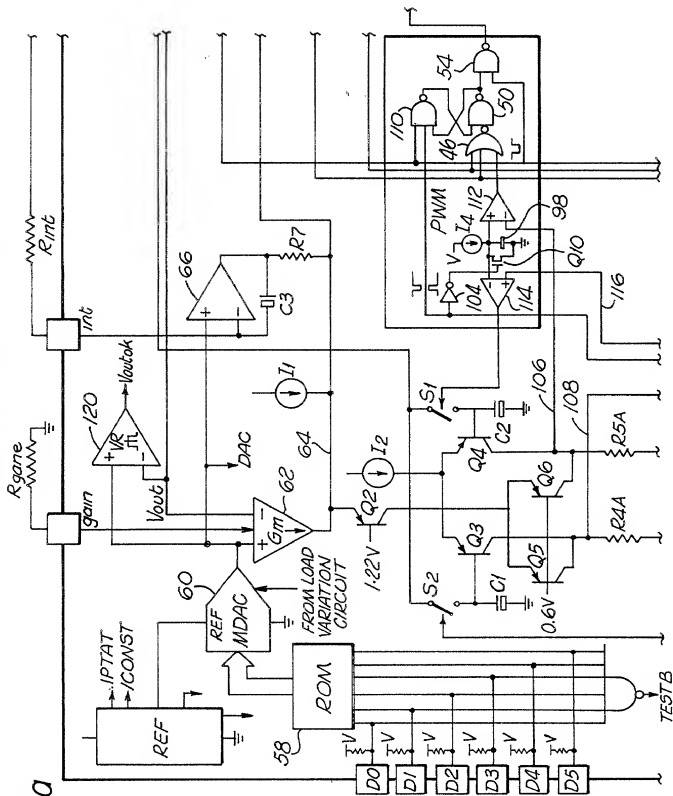 a
Rint
int
Rgane
gain
120
VR
+
-
Voutok
Vout
66
+
-
C3
R7
I1
64
DAC
62
Gm
+
-
60
REF
MDAC
FROM LOAD
VARIATION
CIRCUIT
IPTAT
ICONST
REF
58
ROM
D0
D1
D2
D3
D4
D5
V
V
V
V
V
V
TESTB
Q2
1.22V
I2
S1
S2
C1
C2
Q3
Q4
Q5
Q6
0.6V
106
108
R4A
R5A
PWM
110
54
50
46
112
+
-
I4
V
98
Q10
104
114
-
+
116